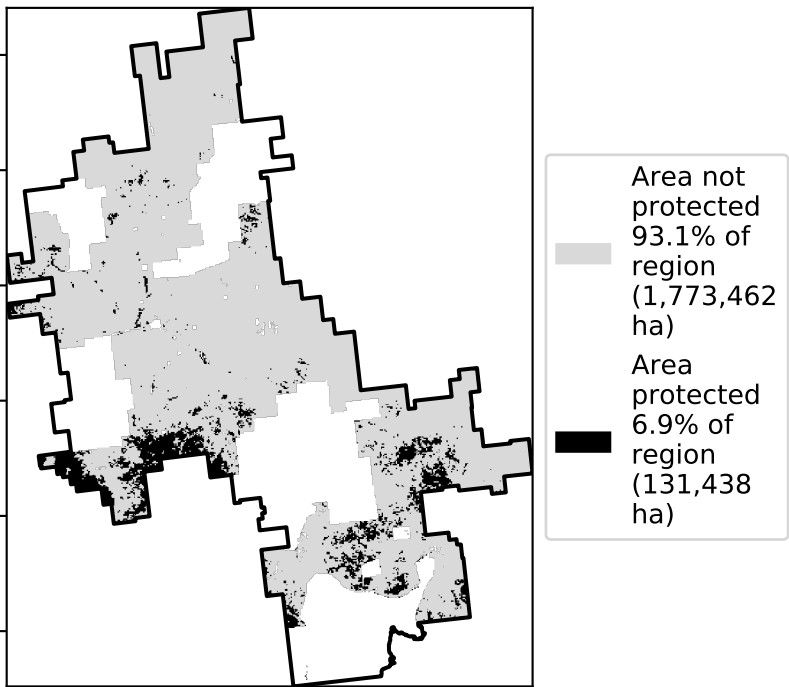 Area not
protected
93.1% of
region
(1,773,462
ha)
Area
protected
6.9% of
region
(131,438
ha)